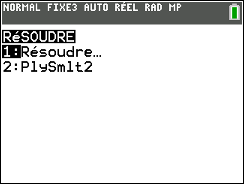 NORMAL FIXE3 AUTO RÉEL RAD MP
RéSOUDRE
1:Résoudre…
2:PlySmlt2